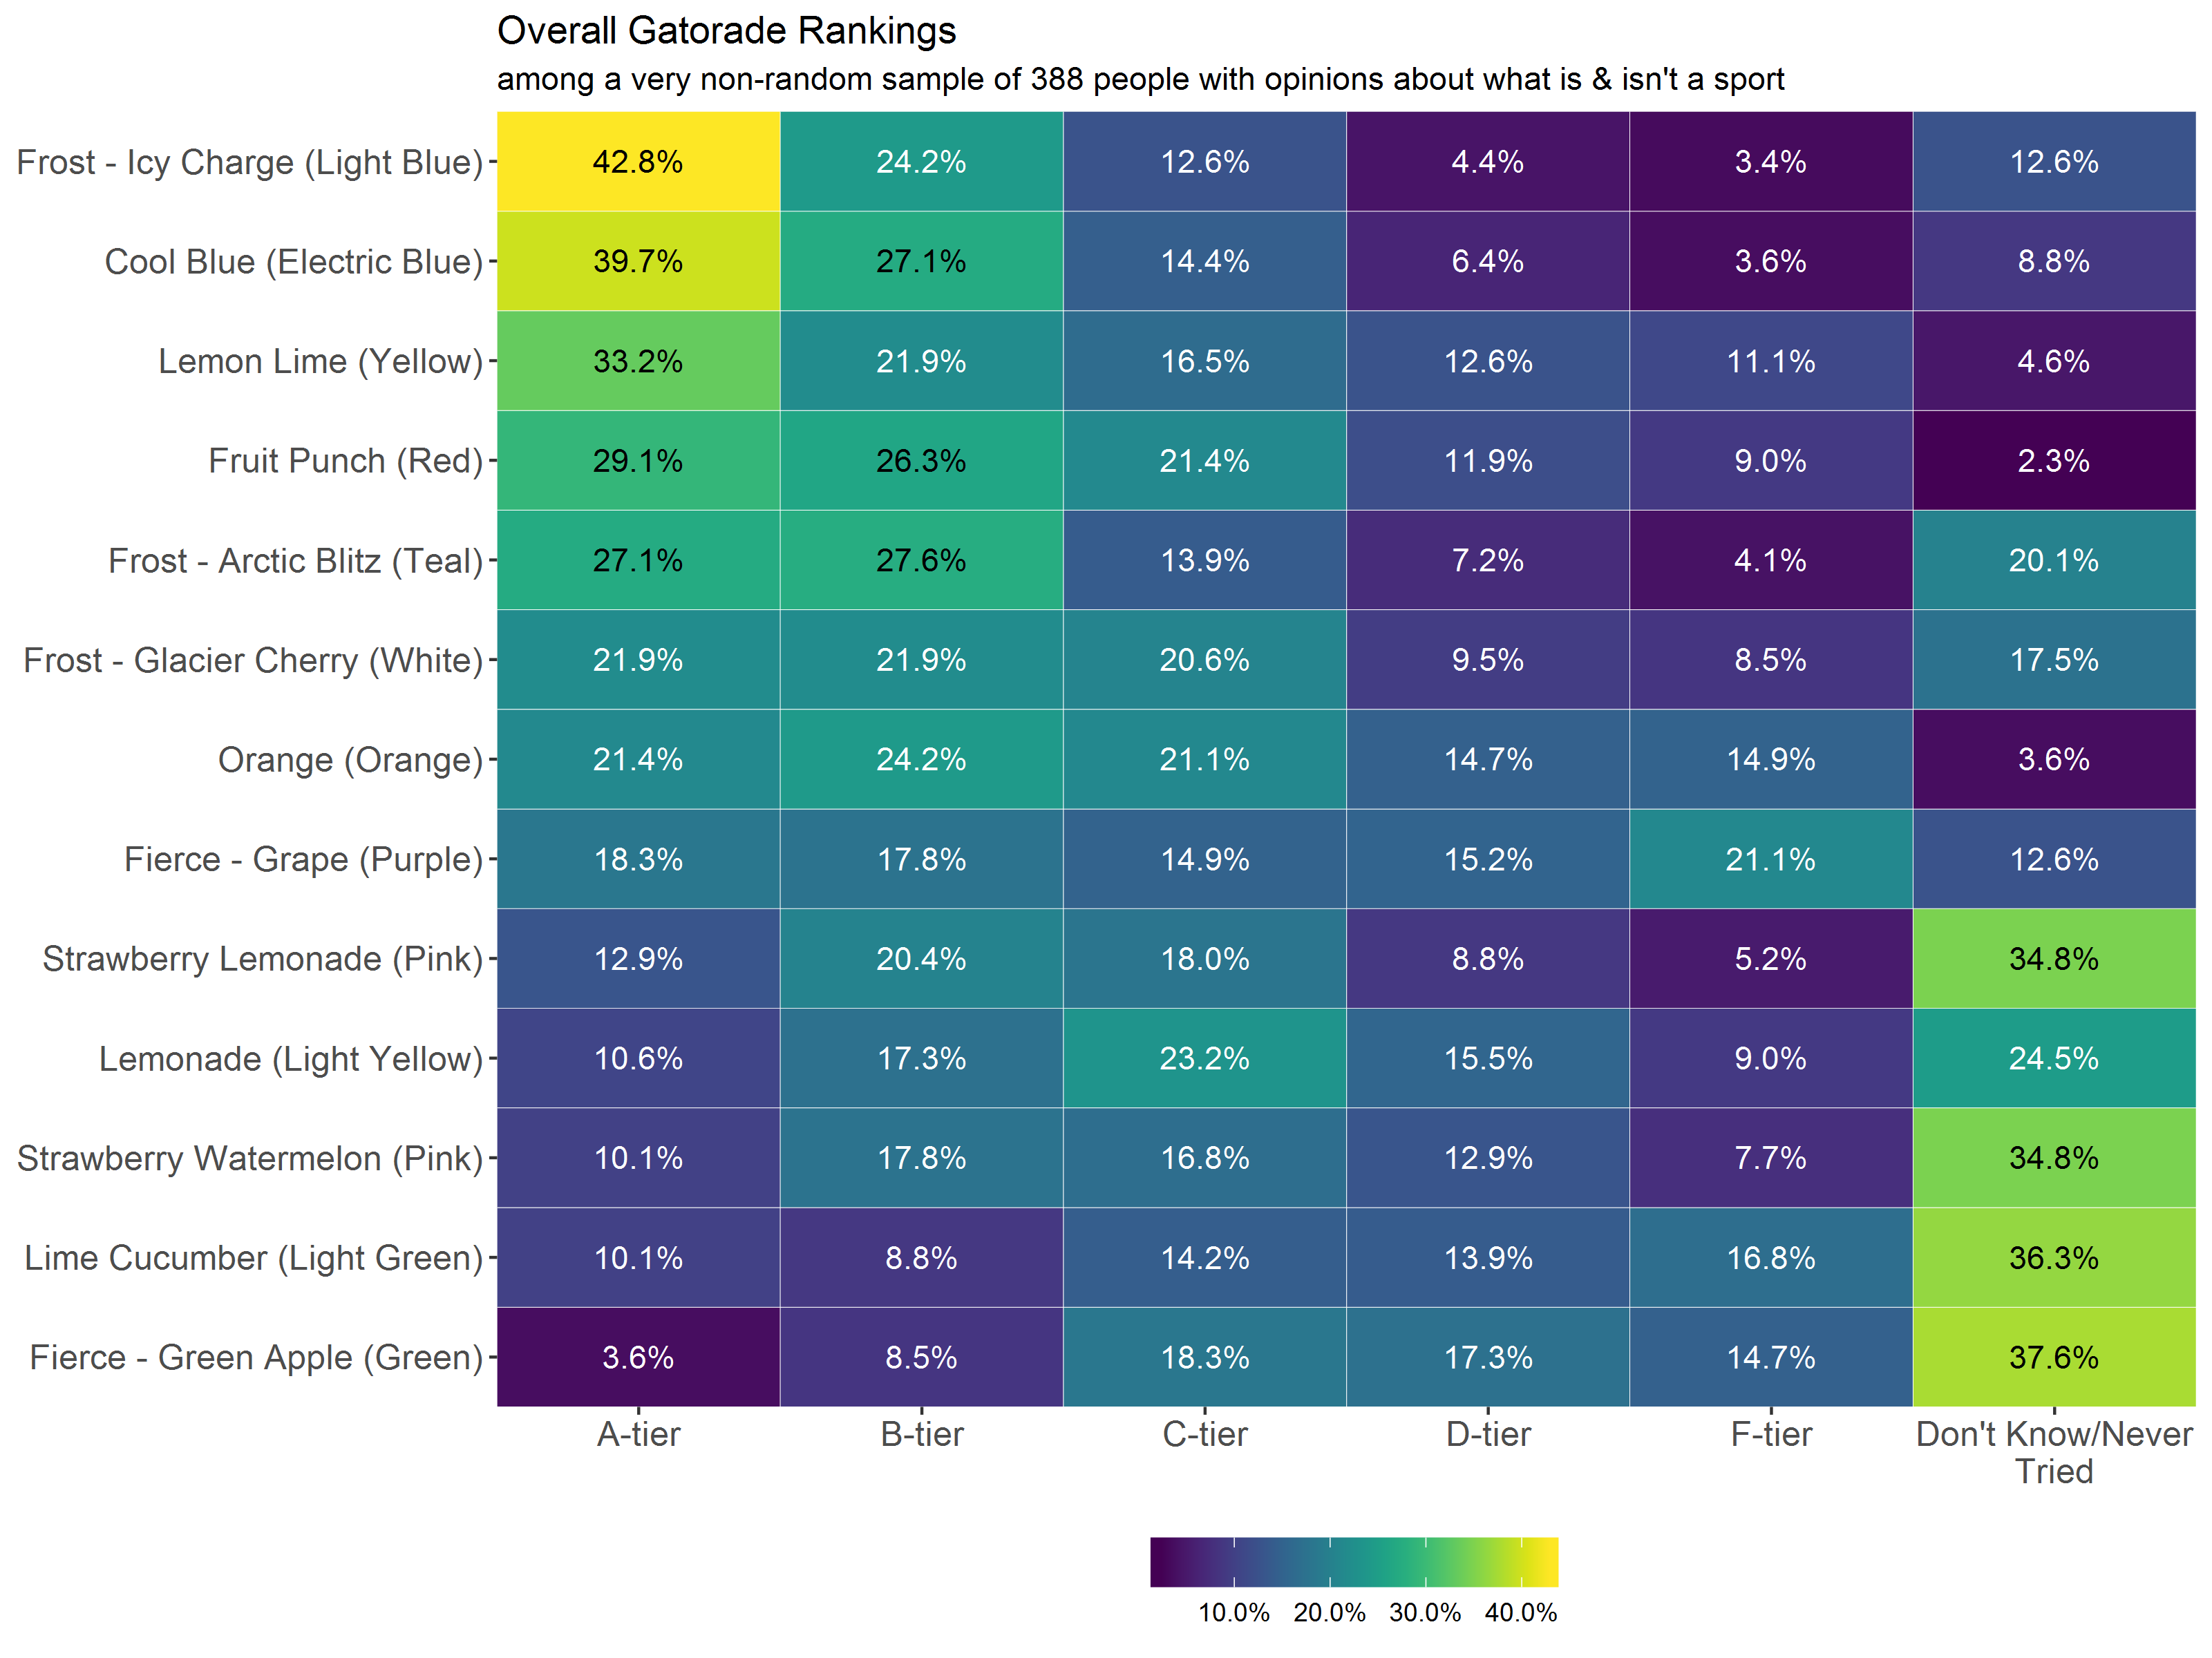 Overall Gatorade Rankings
among a very non-random sample of 388 people with opinions about what is & isn't a sport
Frost - Icy Charge (Light Blue) 42.8% 24.2% 12.6% 4.4% 3.4% 12.6%
Cool Blue (Electric Blue) 39.7% 27.1% 14.4% 6.4% 3.6% 8.8%
Lemon Lime (Yellow) 33.2% 21.9% 16.5% 12.6% 11.1% 4.6%
Fruit Punch (Red) 29.1% 26.3% 21.4% 11.9% 9.0% 2.3%
Frost - Arctic Blitz (Teal) 27.1% 27.6% 13.9% 7.2% 4.1% 20.1%
Frost - Glacier Cherry (White) 21.9% 21.9% 20.6% 9.5% 8.5% 17.5%
Orange (Orange) 21.4% 24.2% 21.1% 14.7% 14.9% 3.6%
Fierce - Grape (Purple) 18.3% 17.8% 14.9% 15.2% 21.1% 12.6%
Strawberry Lemonade (Pink) 12.9% 20.4% 18.0% 8.8% 5.2% 34.8%
Lemonade (Light Yellow) 10.6% 17.3% 23.2% 15.5% 9.0% 24.5%
Strawberry Watermelon (Pink) 10.1% 17.8% 16.8% 12.9% 7.7% 34.8%
Lime Cucumber (Light Green) 10.1% 8.8% 14.2% 13.9% 16.8% 36.3%
Fierce - Green Apple (Green) 3.6% 8.5% 18.3% 17.3% 14.7% 37.6%
A-tier B-tier C-tier D-tier F-tier Don't Know/Never
Tried
10.0% 20.0% 30.0% 40.0%